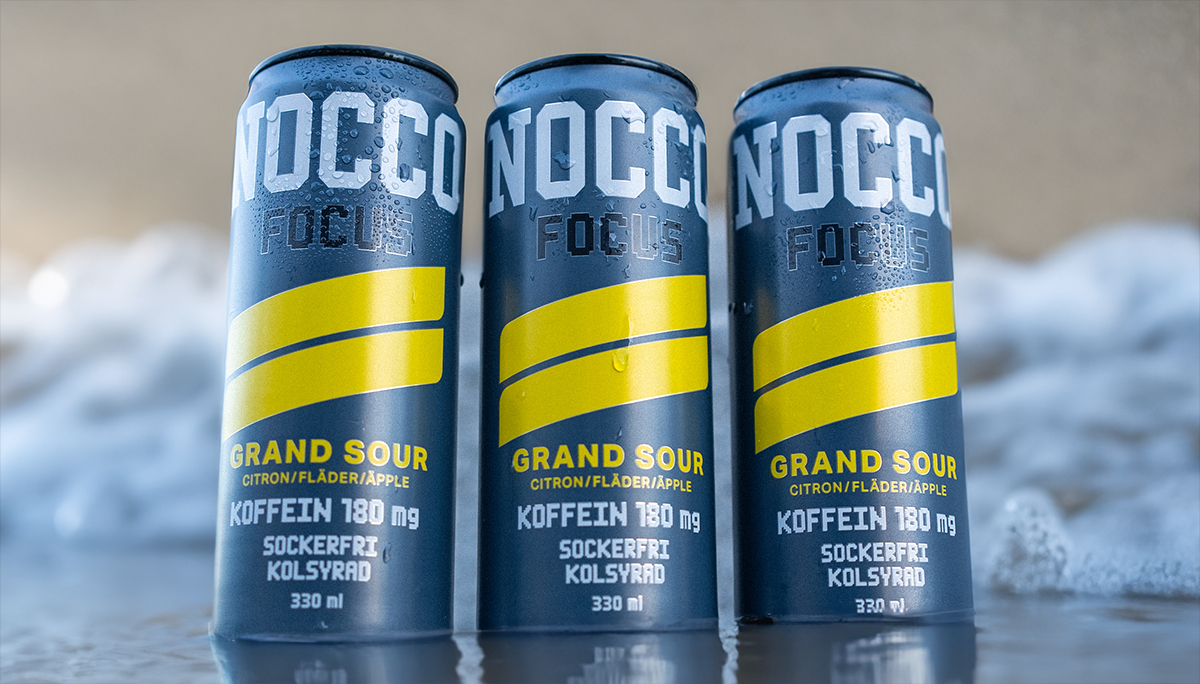 NOCCO
FOCUS
GRAND SOUR
CITRON/FLÄDER/ÄPPLE
KOFFEIN 180 mg
SOCKERFRI
KOLSYRAD
330 ml
NOCCO
FOCUS
GRAND SOUR
CITRON/FLÄDER/ÄPPLE
KOFFEIN 180 mg
SOCKERFRI
KOLSYRAD
330 ml
NOCCO
FOCUS
GRAND SOUR
CITRON/FLÄDER/ÄPPLE
KOFFEIN 180 mg
SOCKERFRI
KOLSYRAD
330 ml